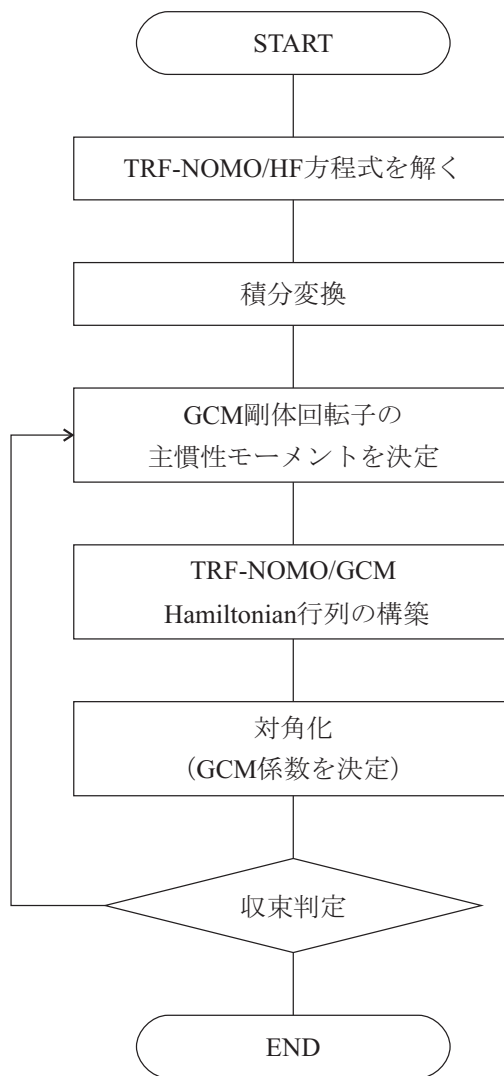 START
TRF-NOMO/HF方程式を解く
積分変換
GCM剛体回転子の
主慣性モーメントを決定
TRF-NOMO/GCM
Hamiltonian行列の構築
対角化
（GCM係数を決定）
収束判定
END